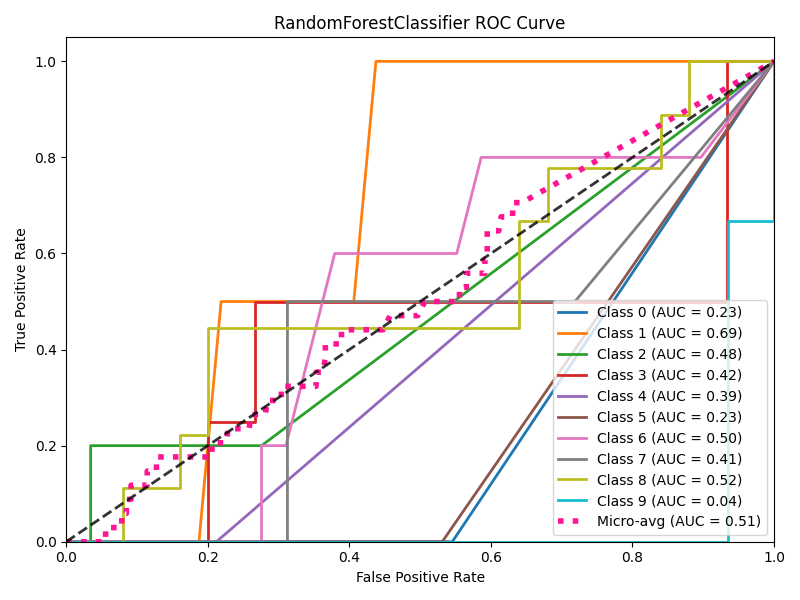 RandomForestClassifier ROC Curve
True Positive Rate
1.0
0.8
0.6
0.4
0.2
0.0
Class 0 (AUC = 0.23)
Class 1 (AUC = 0.69)
Class 2 (AUC = 0.48)
Class 3 (AUC = 0.42)
Class 4 (AUC = 0.39)
Class 5 (AUC = 0.23)
Class 6 (AUC = 0.50)
Class 7 (AUC = 0.41)
Class 8 (AUC = 0.52)
Class 9 (AUC = 0.04)
Micro-avg (AUC = 0.51)
0.0 0.2 0.4 0.6 0.8 1.0
False Positive Rate